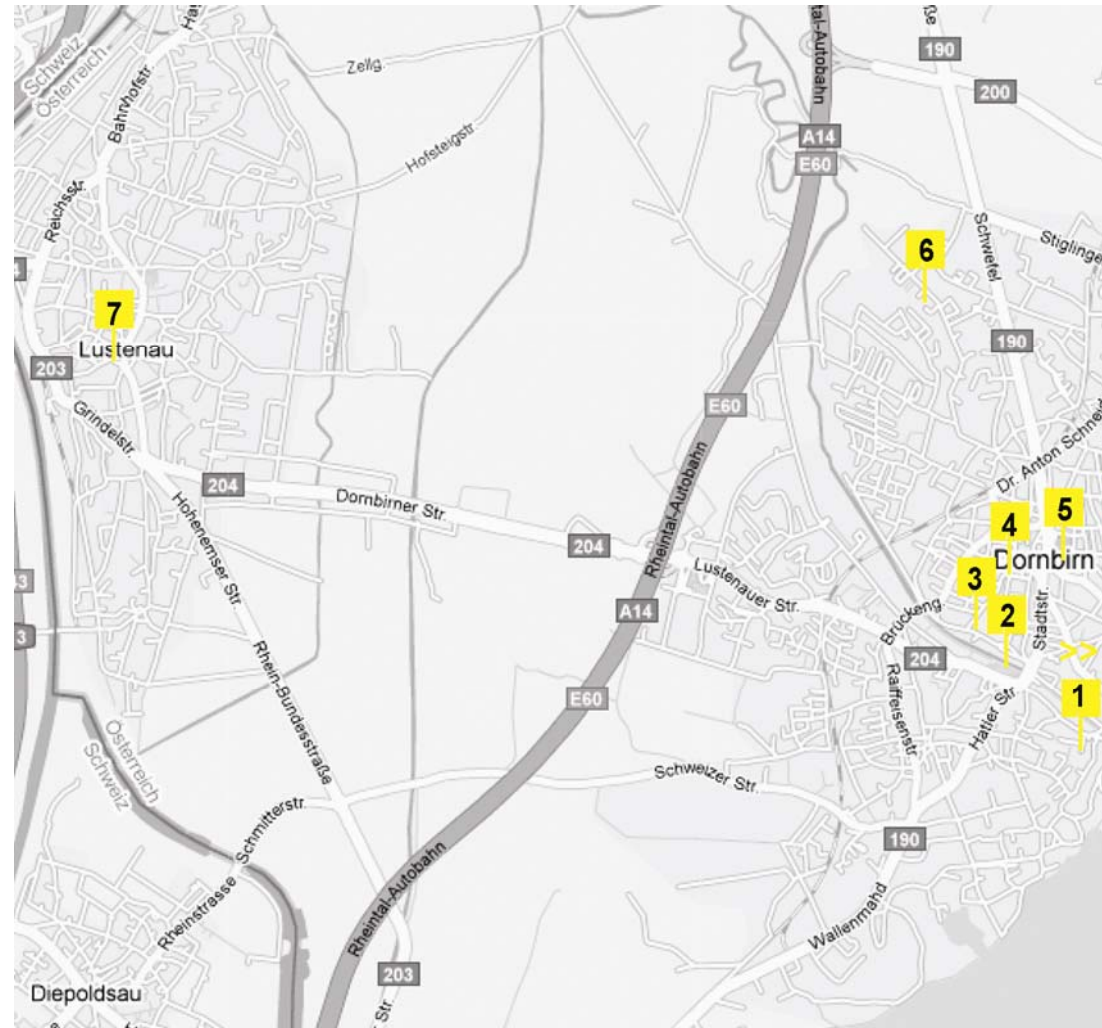 Schweiz
Österreich
Bahnhofstr.
Zellg.
Hofsteigstr.
Reichsstr.
7
Lustenau
203
Grindelstr.
204
Dornbirner Str.
204
Hohenemser Str.
Rhein-Bundesstraße
3
Österreich
Schweiz
Schmitterstr.
Rheinstrasse
Diepoldsau
203
Str.
Rheintal-Autobahn
A14
E60
E60
Rheintal-Autobahn
A14
E60
Rheintal-Autobahn
190
200
Schwefel
Stiglinge
6
190
Dr. Anton Schneid
5
4
Dornbirn
3
2
Stadtstr.
>>
1
Lustenauer Str.
Brückeng.
204
Raiffeisenstr
Hatler Str
Schweizer Str.
190
Wallenmahd